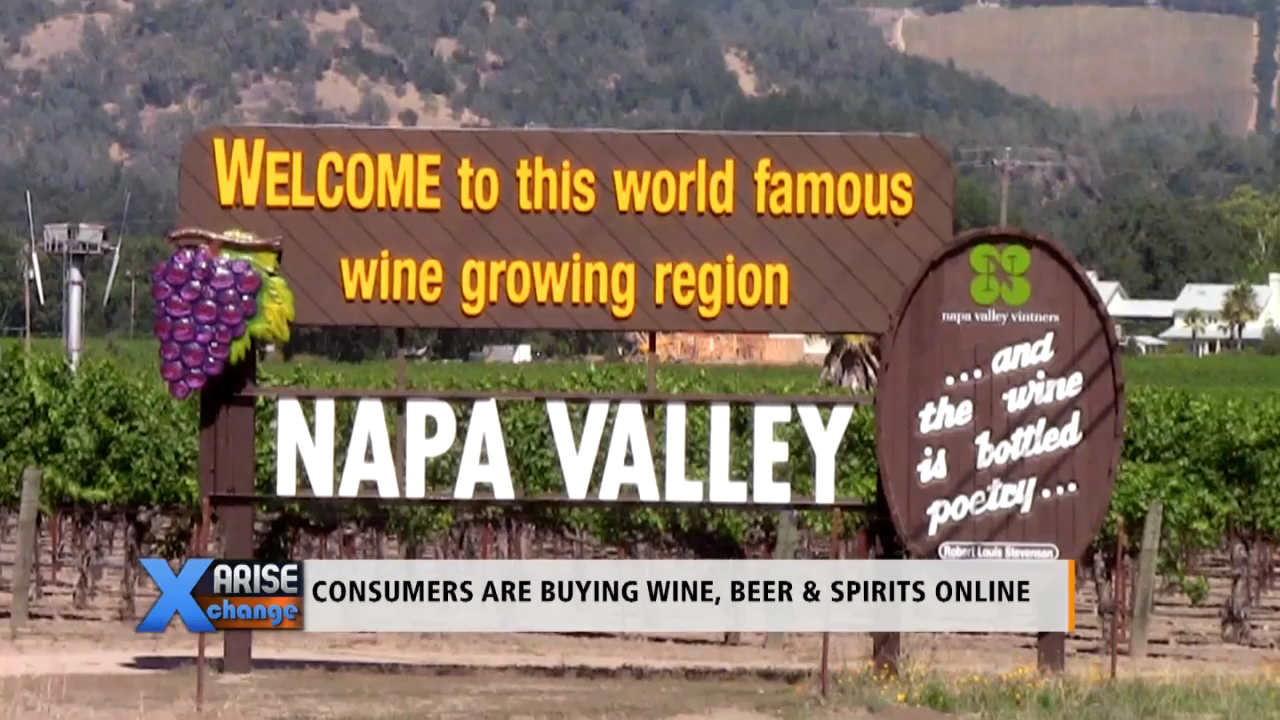 WELCOME to this world famous
wine growing region
NAPA VALLEY
napa valley vintners
... and
the wine
is bottled
poetry ...
Robert Louis Stevenson
X ARISE
change
CONSUMERS ARE BUYING WINE, BEER & SPIRITS ONLINE